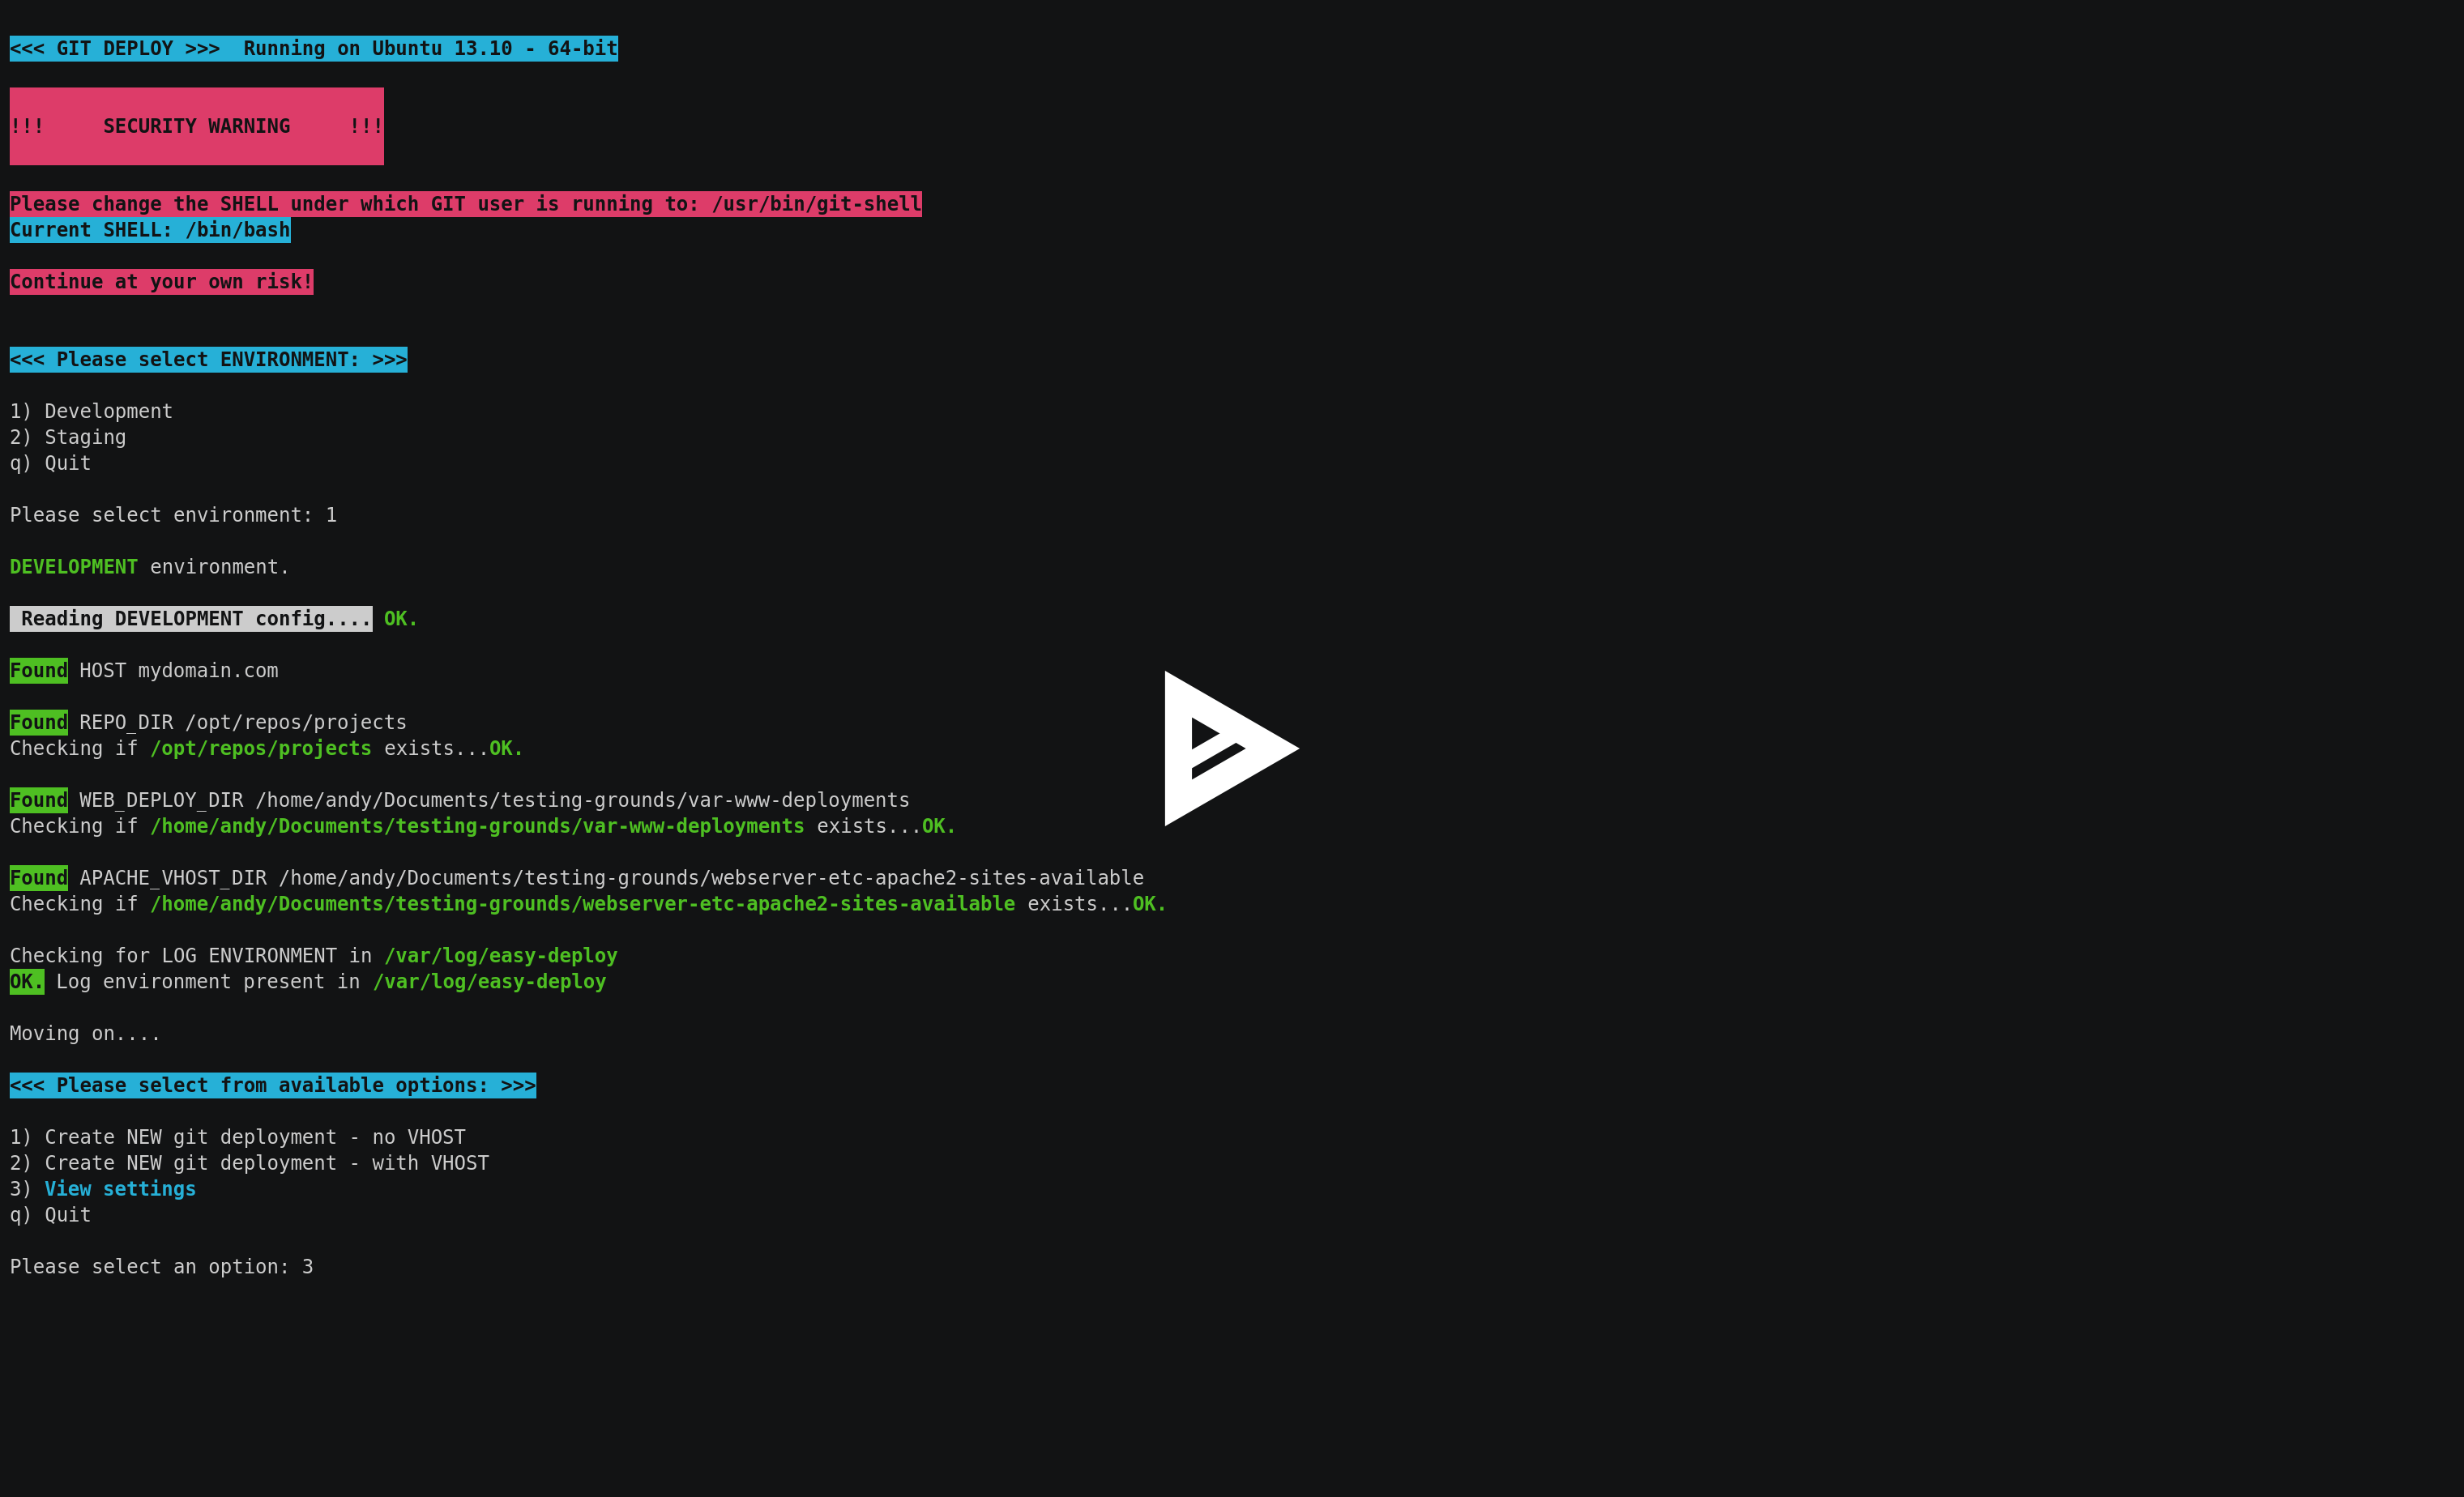 <<< GIT DEPLOY >>>  Running on Ubuntu 13.10 - 64-bit
!!!     SECURITY WARNING     !!!
Please change the SHELL under which GIT user is running to: /usr/bin/git-shell
Current SHELL: /bin/bash
Continue at your own risk!
<<< Please select ENVIRONMENT: >>>
1) Development
2) Staging
q) Quit
Please select environment: 1
DEVELOPMENT environment.
Reading DEVELOPMENT config.... OK.
Found HOST mydomain.com
Found REPO_DIR /opt/repos/projects
Checking if /opt/repos/projects exists...OK.
Found WEB_DEPLOY_DIR /home/andy/Documents/testing-grounds/var-www-deployments
Checking if /home/andy/Documents/testing-grounds/var-www-deployments exists...OK.
Found APACHE_VHOST_DIR /home/andy/Documents/testing-grounds/webserver-etc-apache2-sites-available
Checking if /home/andy/Documents/testing-grounds/webserver-etc-apache2-sites-available exists...OK.
Checking for LOG ENVIRONMENT in /var/log/easy-deploy
OK. Log environment present in /var/log/easy-deploy
Moving on....
<<< Please select from available options: >>>
1) Create NEW git deployment - no VHOST
2) Create NEW git deployment - with VHOST
3) View settings
q) Quit
Please select an option: 3